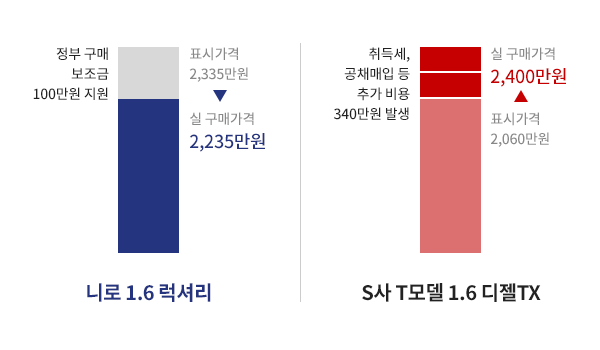 정부 구매
보조금
100만원 지원
표시가격
2,335만원
실 구매가격
2,235만원
니로 1.6 럭셔리
취득세,
공채매입 등
추가 비용
340만원 발생
실 구매가격
2,400만원
표시가격
2,060만원
S사 T모델 1.6 디젤TX